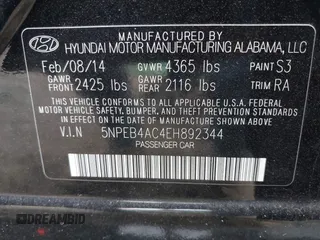 MANUFACTURED BY
HYUNDAI MOTOR MANUFACTURING ALABAMA, LLC
Feb/08/14 GVWR 4365 lbs PAINT S3
GAWR FRONT 2425 lbs GAWR REAR 2116 lbs TRIM RA
THIS VEHICLE CONFORMS TO ALL APPLICABLE FEDERAL MOTOR
VEHICLE SAFETY, BUMPER, AND THEFT PREVENTION STANDARDS
IN EFFECT ON THE DATE OF MANUFACTURE SHOWN ABOVE.
V.I.N 5NPEB4AC4EH892344
PASSENGER CAR
DREAMBID